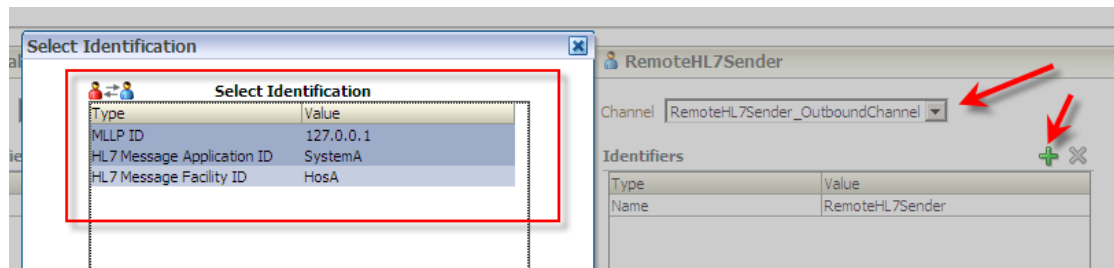 Select Identification
Select Identification
Type Value
MLLP ID 127.0.0.1
HL7 Message Application ID SystemA
HL7 Message Facility ID HosA
RemoteHL7Sender
Channel RemoteHL7Sender_OutboundChannel
Identifiers
Type Value
Name RemoteHL7Sender